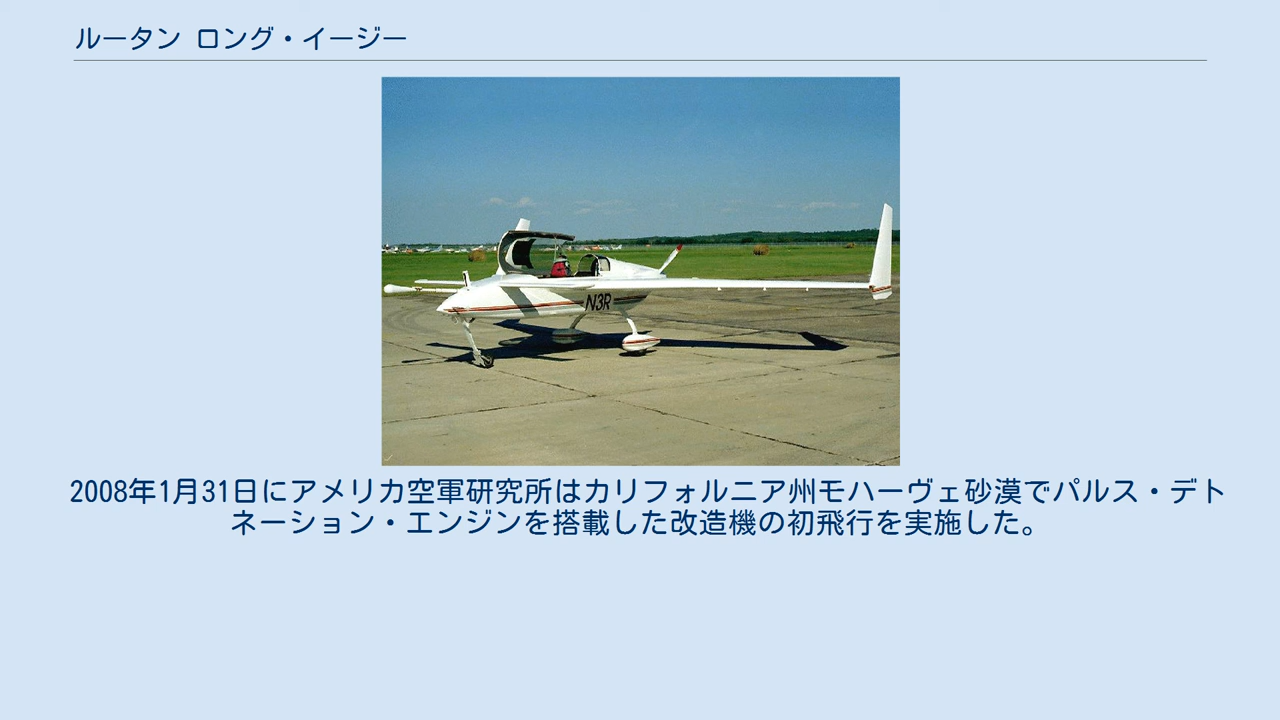 ルータン ロング・イージー
N3R
2008年1月31日にアメリカ空軍研究所はカリフォルニア州モハーヴェ砂漠でパルス・デト
ネーション・エンジンを搭載した改造機の初飛行を実施した。